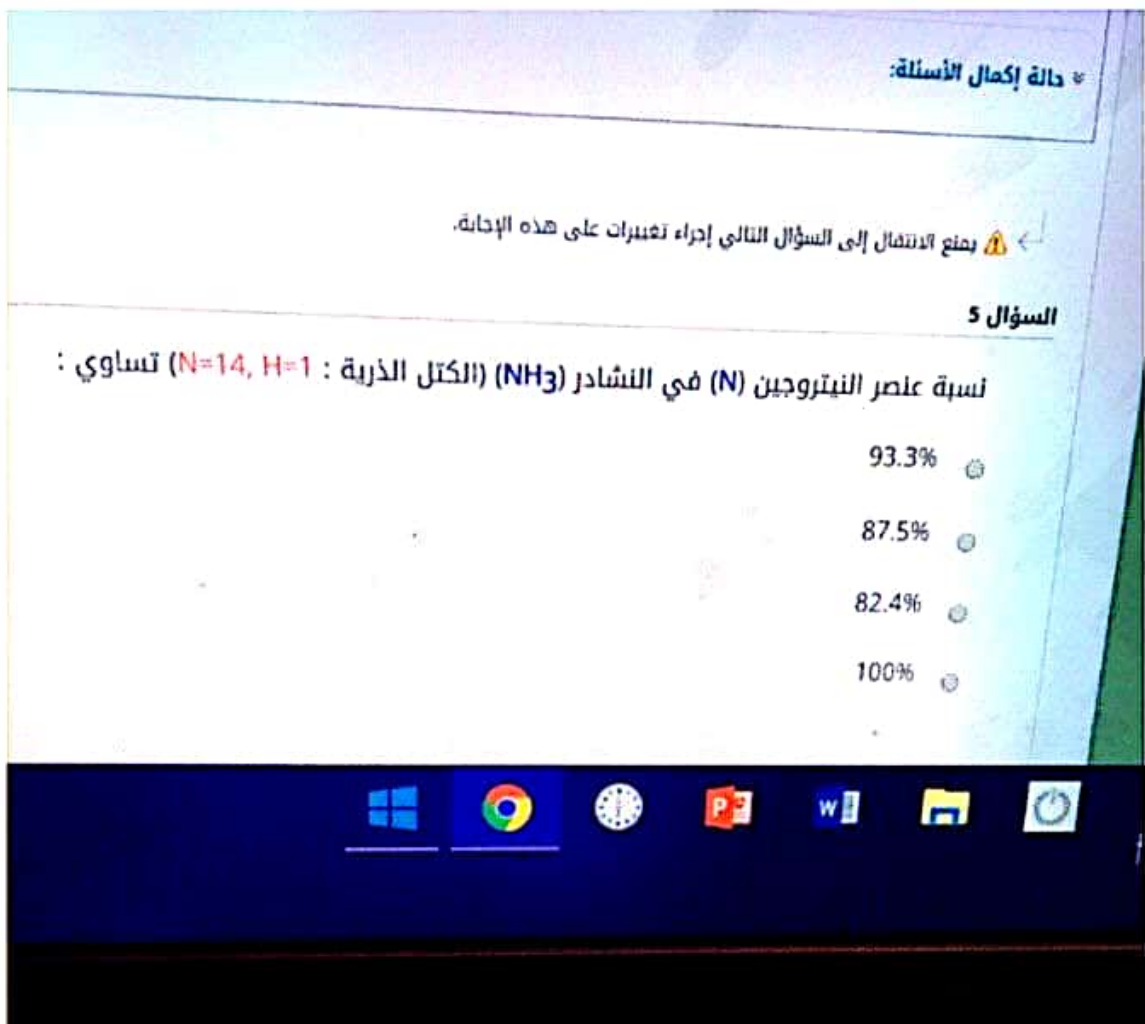 حالة إكمال الأسئلة:
يمنع الانتقال إلى السؤال التالي إجراء تغييرات على هذه الإجابة.
السؤال 5
نسبة عنصر النيتروجين (N) في النشادر (NH3) (الكتل الذرية : N=14, H=1) تساوي :
93.3%
87.5%
82.4%
100%